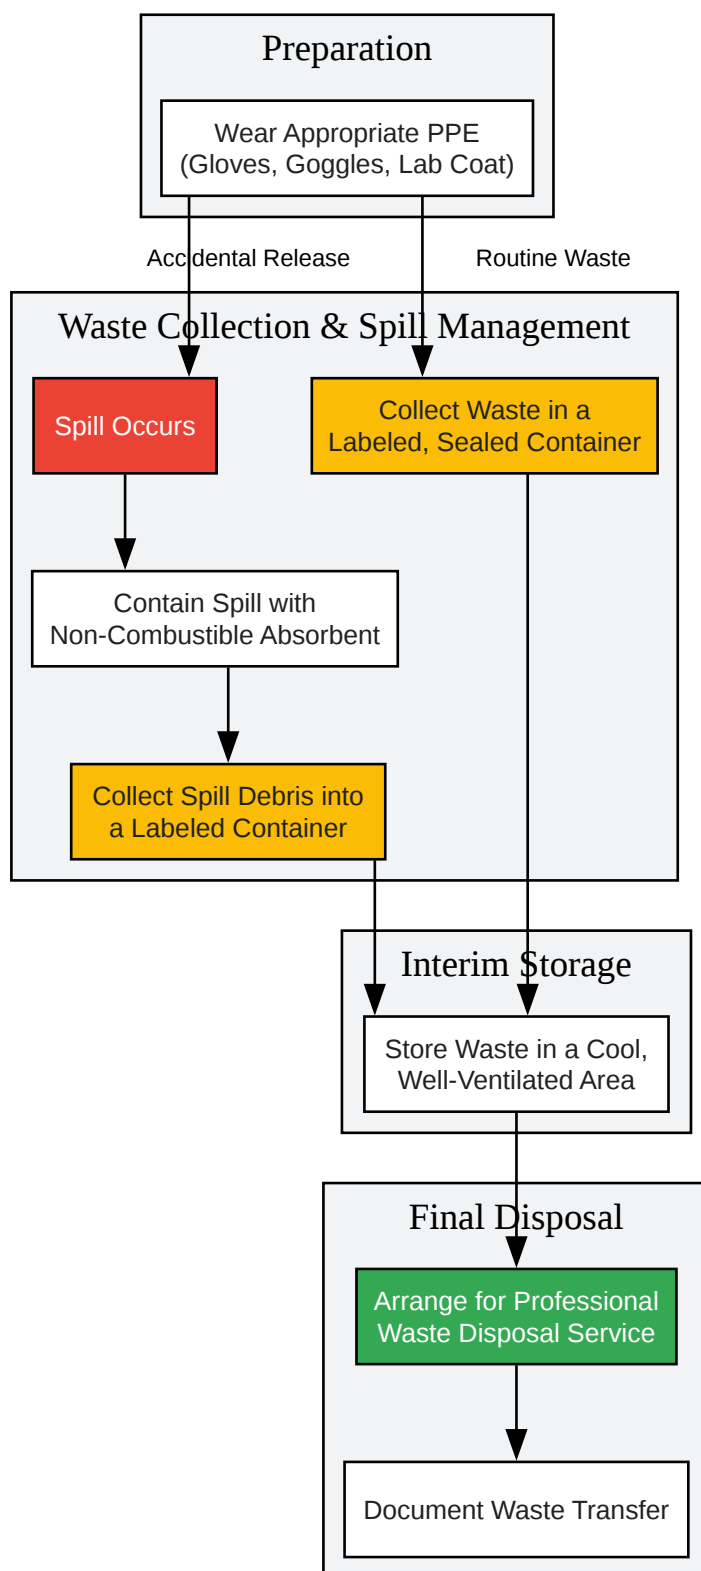 Preparation
Wear Appropriate PPE
(Gloves, Goggles, Lab Coat)
Accidental Release
Routine Waste
Waste Collection & Spill Management
Spill Occurs
Collect Waste in a
Labeled, Sealed Container
Contain Spill with
Non-Combustible Absorbent
Collect Spill Debris into
a Labeled Container
Interim Storage
Store Waste in a Cool,
Well-Ventilated Area
Final Disposal
Arrange for Professional
Waste Disposal Service
Document Waste Transfer